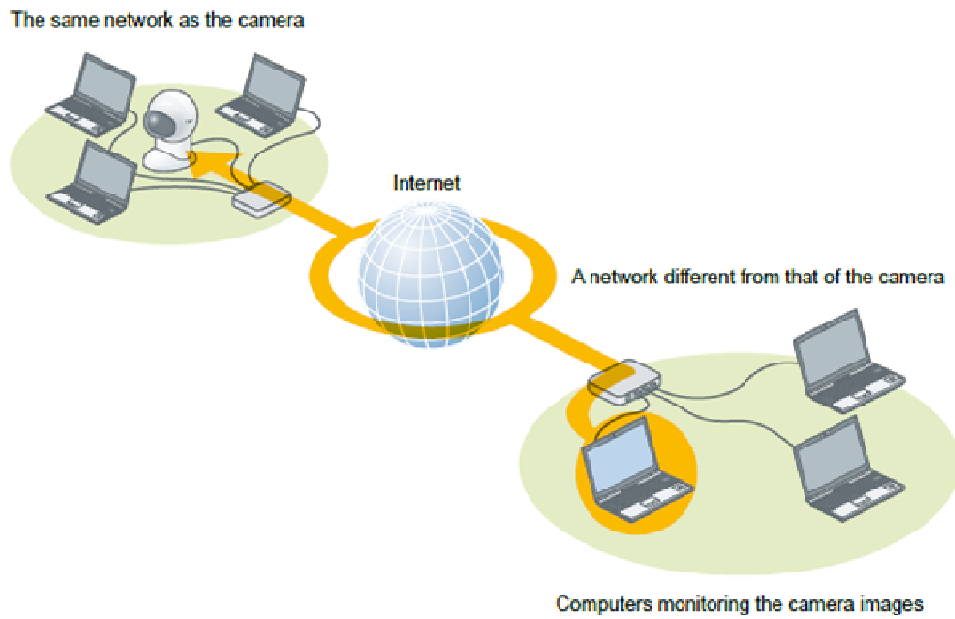 The same network as the camera
Internet
A network different from that of the camera
Computers monitoring the camera images